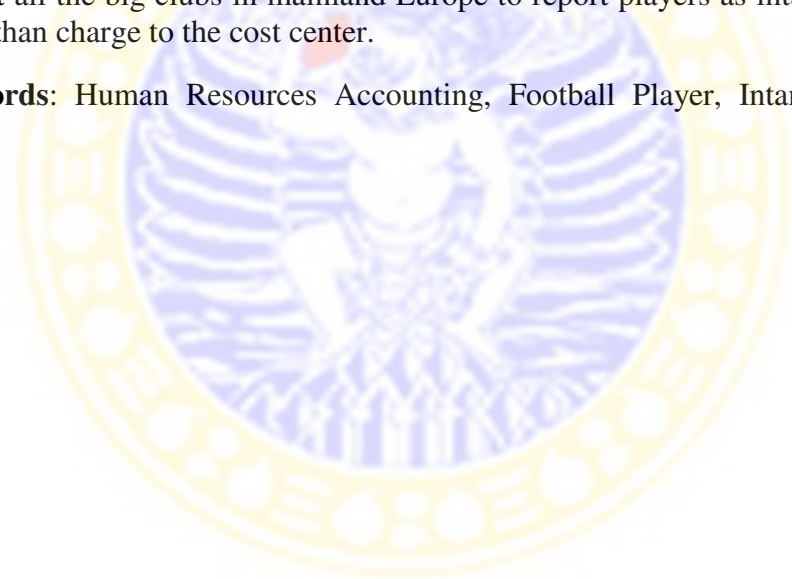 all the big clubs in mainland Europe to report players as
than charge to the cost center.
ords: Human Resources Accounting, Football Player, Intan